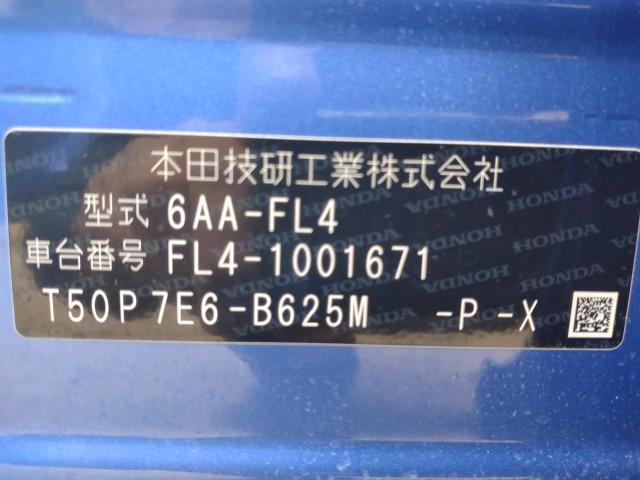 本田技研工業株式会社
型式 6AA-FL4
車台番号 FL4-1001671
T50P 7E6-B625M -P -X